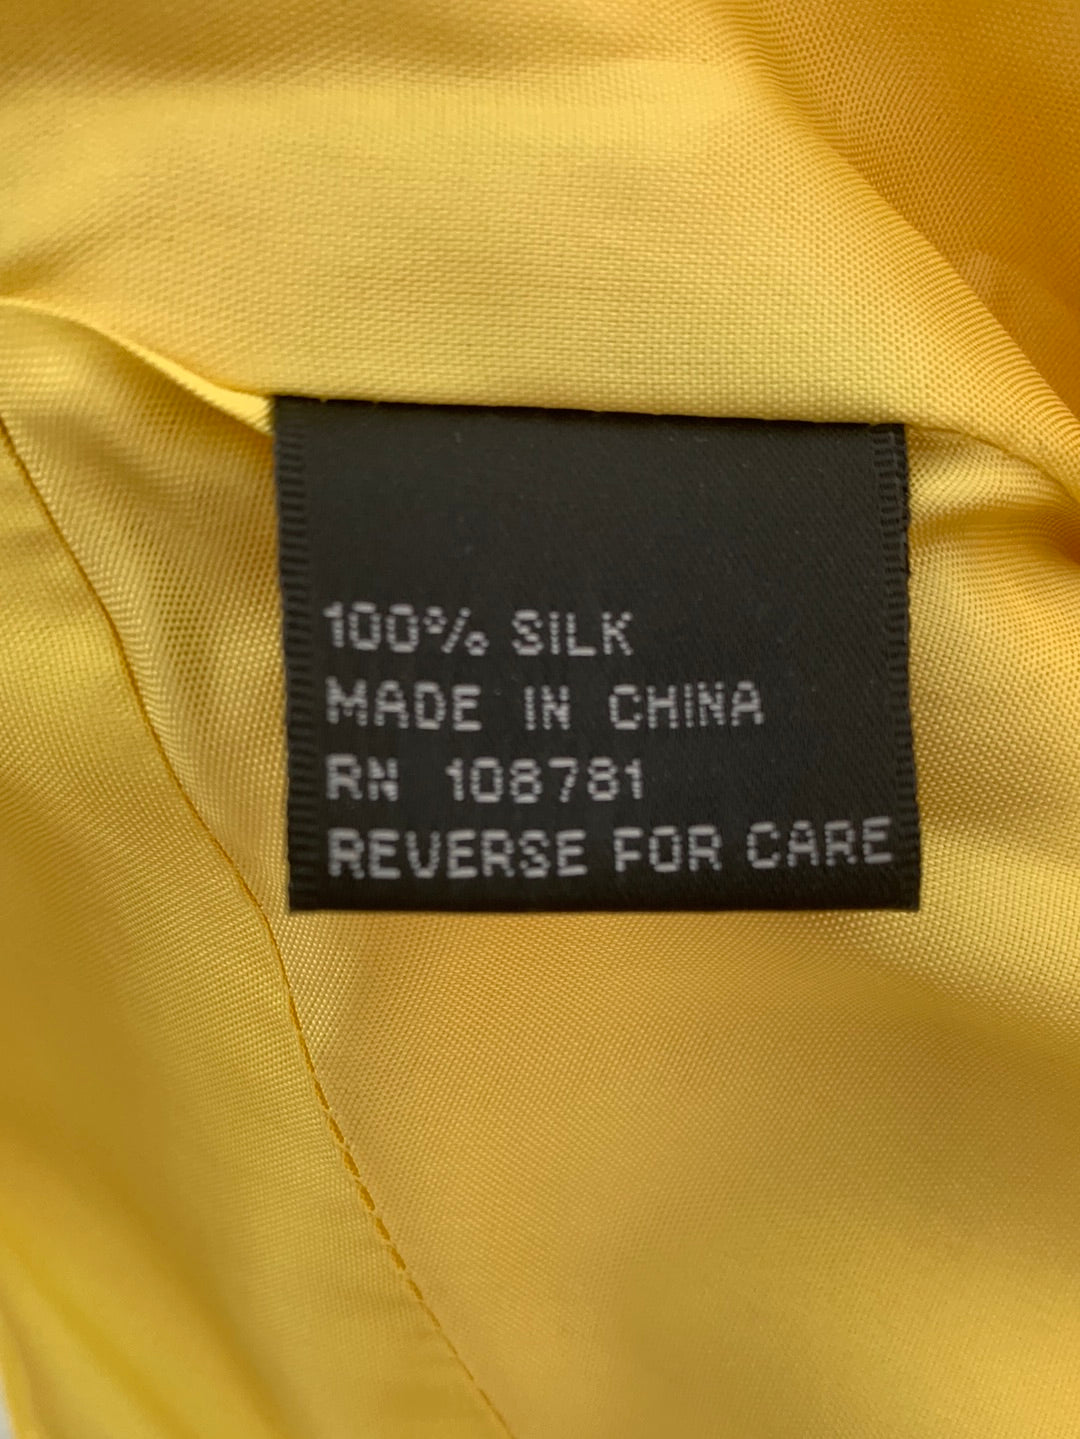 100% SILK
MADE IN CHINA
RN 108781
REVERSE FOR CARE